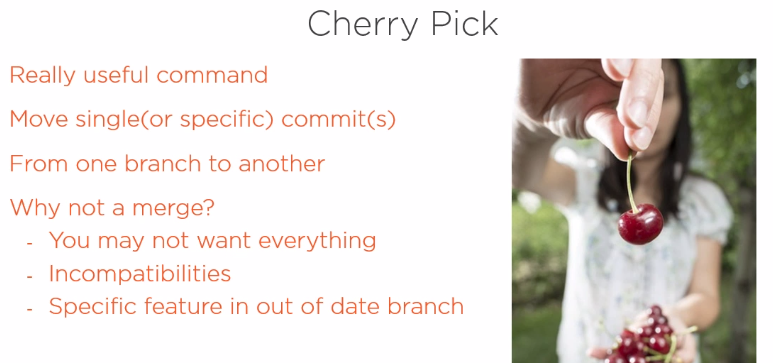 Cherry Pick
Really useful command
Move single(or specific) commit(s)
From one branch to another
Why not a merge?
- You may not want everything
- Incompatibilities
- Specific feature in out of date branch